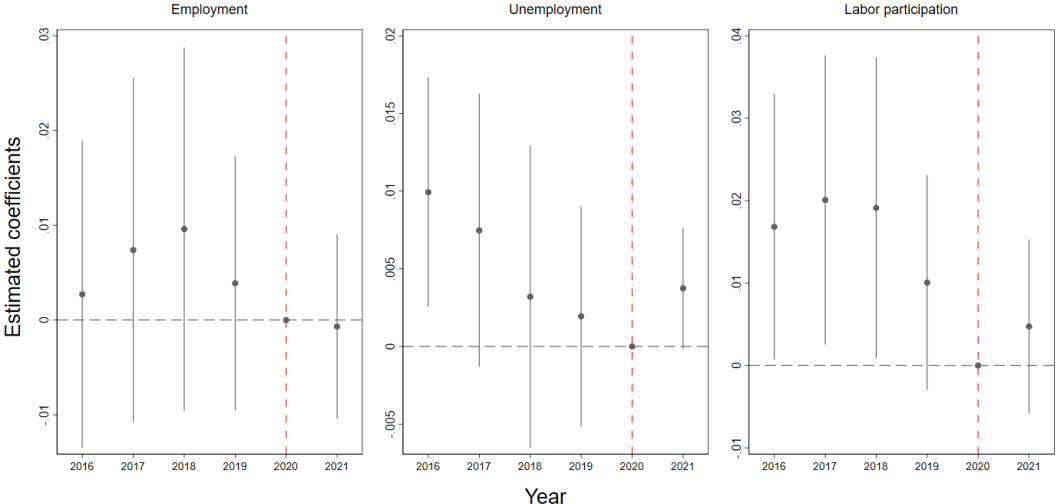 Employment
Unemployment
Labor participation
Estimated coefficients
.03
.02
.01
0
-.01
2016 2017 2018 2019 2020 2021
.02
.015
.01
.005
0
-.005
2016 2017 2018 2019 2020 2021
.04
.03
.02
.01
0
-.01
2016 2017 2018 2019 2020 2021
Year